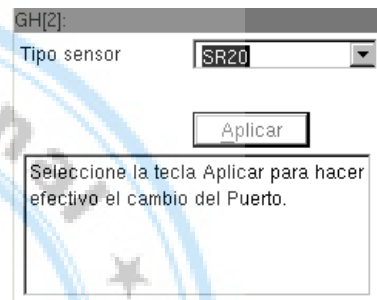 GH[2]:
Tipo sensor SR20
Aplicar
Seleccione la tecla Aplicar para hacer
efectivo el cambio del Puerto.